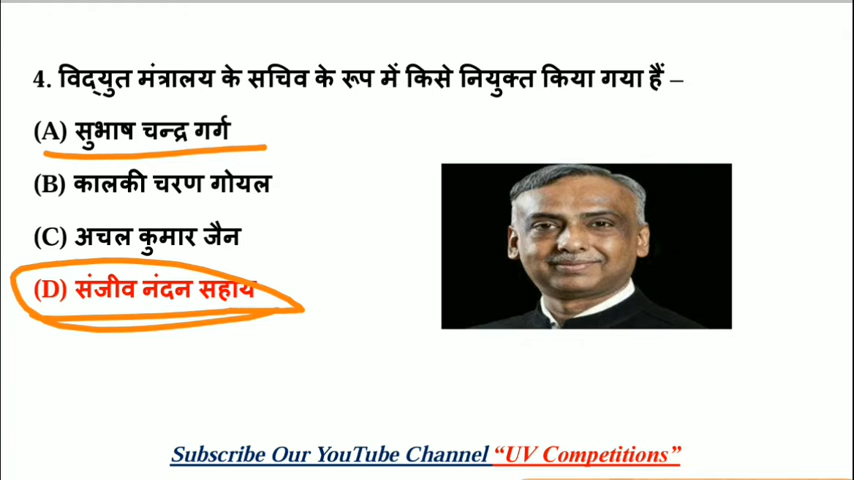 4. विद्युत मंत्रालय के सचिव के रूप में किसे नियुक्त किया गया हैं –
(A) सुभाष चन्द्र गर्ग
(B) कालकी चरण गोयल
(C) अचल कुमार जैन
(D) संजीव नंदन सहाय
Subscribe Our YouTube Channel “UV Competitions”